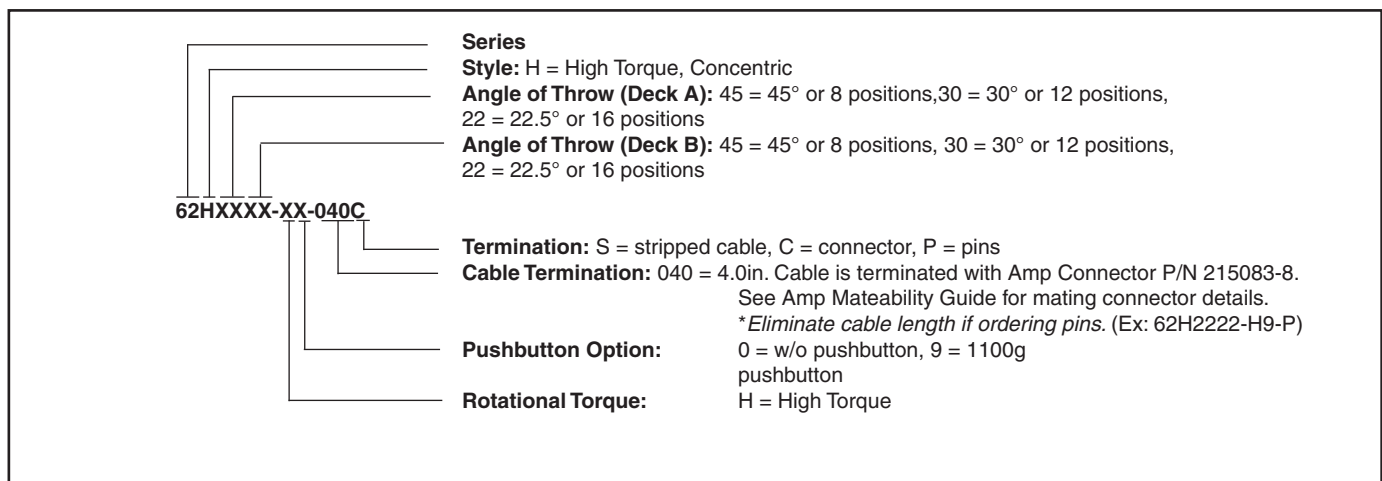 Series
Style: H = High Torque, Concentric
Angle of Throw (Deck A): 45 = 45° or 8 positions,30 = 30° or 12 positions,
22 = 22.5° or 16 positions
Angle of Throw (Deck B): 45 = 45° or 8 positions, 30 = 30° or 12 positions,
22 = 22.5° or 16 positions
62HXXXX-XX-040C
Termination: S = stripped cable, C = connector, P = pins
Cable Termination: 040 = 4.0in. Cable is terminated with Amp Connector P/N 215083-8.
See Amp Mateability Guide for mating connector details.
*Eliminate cable length if ordering pins. (Ex: 62H2222-H9-P)
Pushbutton Option: 0 = w/o pushbutton, 9 = 1100g
pushbutton
Rotational Torque: H = High Torque